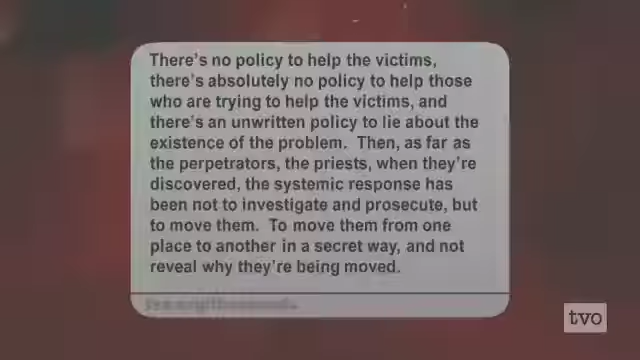 There's no policy to help the victims,
there's absolutely no policy to help those
who are trying to help the victims, and
there's an unwritten policy to lie about the
existence of the problem.  Then, as far as
the perpetrators, the priests, when they're
discovered, the systemic response has
been not to investigate and prosecute, but
to move them.  To move them from one
place to another in a secret way, and not
reveal why they're being moved.
tvo